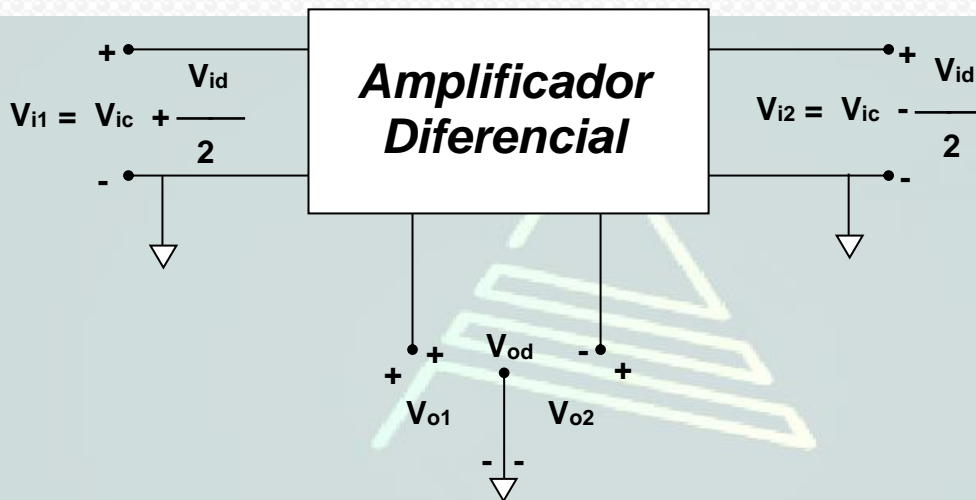 Amplificador
Diferencial
+
Vi1 = Vic + Vid
2
-
+
Vi2 = Vic - Vid
2
-
+ Vod -
+ +
Vo1 Vo2
- -